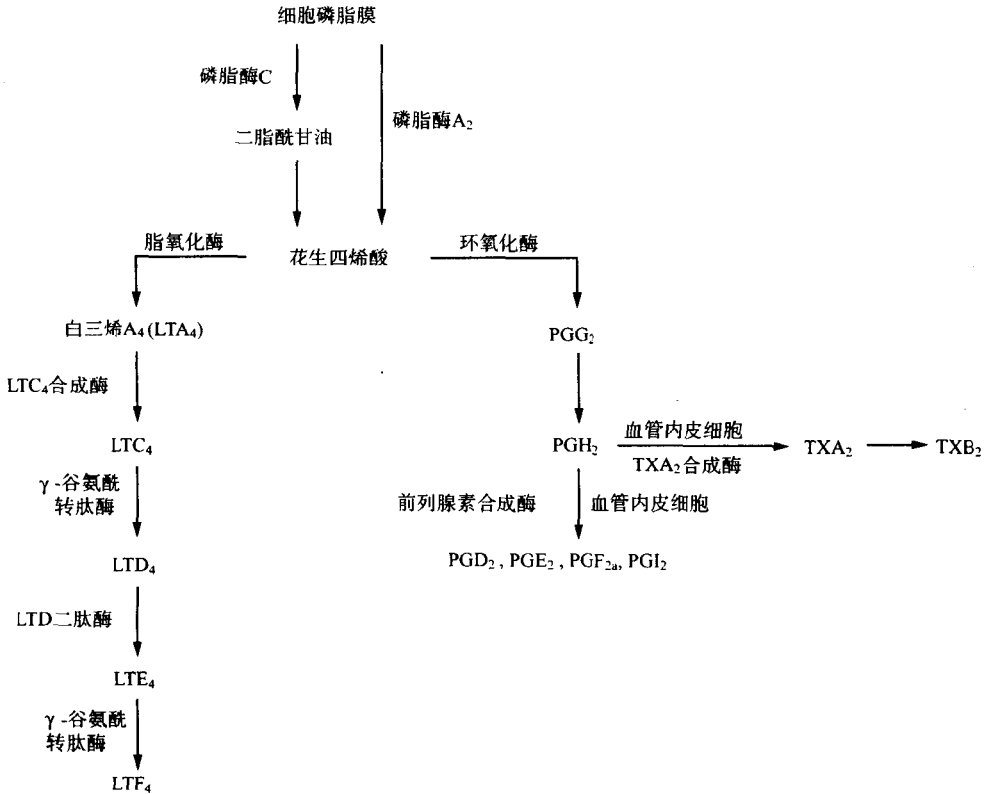 细胞磷脂膜
磷脂酶C
磷脂酶A₂
二脂酰甘油
脂氧化酶
花生四烯酸
环氧化酶
白三烯A₄(LTA₄)
PGG₂
LTC₄合成酶
LTC₄
PGH₂
血管内皮细胞
TXA₂合成酶
TXA₂
TXB₂
γ-谷氨酰
转肽酶
前列腺素合成酶
血管内皮细胞
LTD₄
PGD₂, PGE₂, PGF₂ₐ, PGI₂
LTD二肽酶
LTE₄
γ-谷氨酰
转肽酶
LTF₄